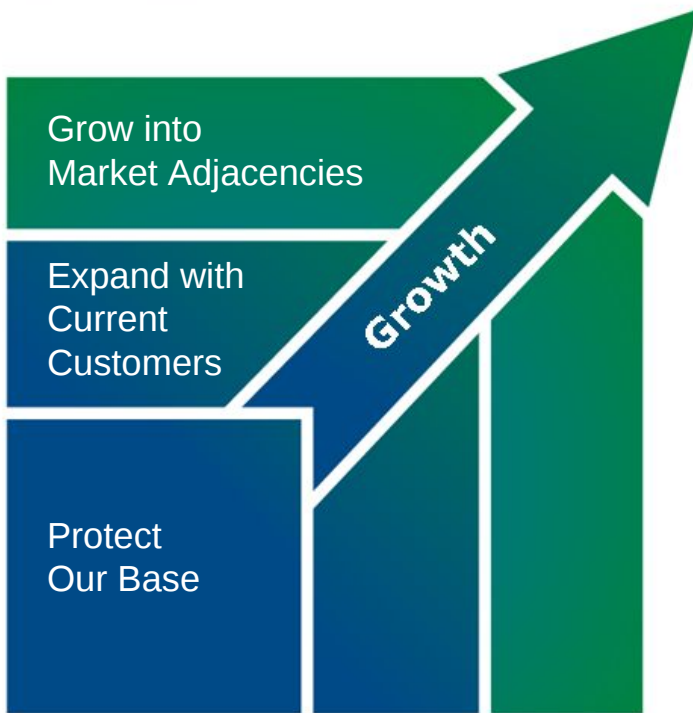 Grow into
Market Adjacencies
Expand with
Current
Customers
Growth
Protect
Our Base